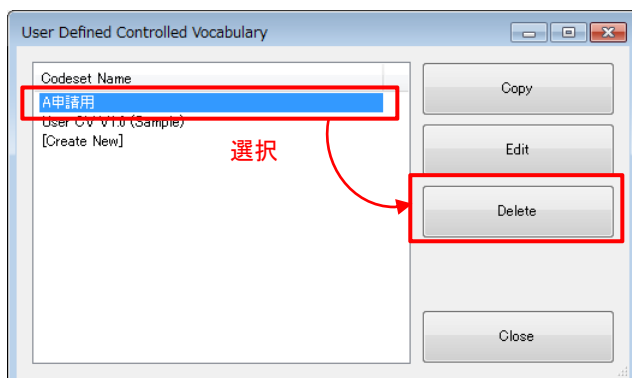 User Defined Controlled Vocabulary
Codeset Name
A申請用
User CV V1.0 (Sample)
[Create New]
選択
Copy
Edit
Delete
Close